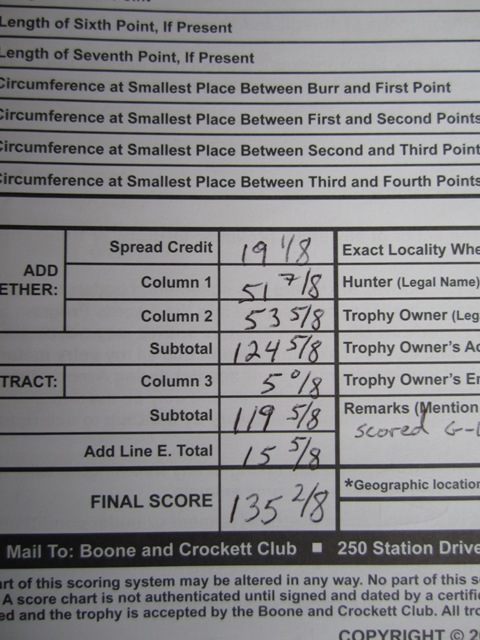 Length of Sixth Point, If Present
Length of Seventh Point, If Present
Circumference at Smallest Place Between Burr and First Point
Circumference at Smallest Place Between First and Second Points
Circumference at Smallest Place Between Second and Third Point
Circumference at Smallest Place Between Third and Fourth Points
ADD
ETHER:
Spread Credit 19 1/8 Exact Locality Whe
Column 1 51 7/8 Hunter (Legal Name)
Column 2 53 5/8 Trophy Owner (Leg
Subtotal 124 5/8 Trophy Owner's Ad
TRACT: Column 3 5 0/8 Trophy Owner's Em
Subtotal 119 5/8 Remarks (Mention
scored G-
Add Line E. Total 15 5/8
FINAL SCORE 135 2/8 *Geographic location
Mail To: Boone and Crockett Club ■ 250 Station Drive
art of this scoring system may be altered in any way. No part of this s
A score chart is not authenticated until signed and dated by a certifie
ed and the trophy is accepted by the Boone and Crockett Club. All tro
COPYRIGHT © 2